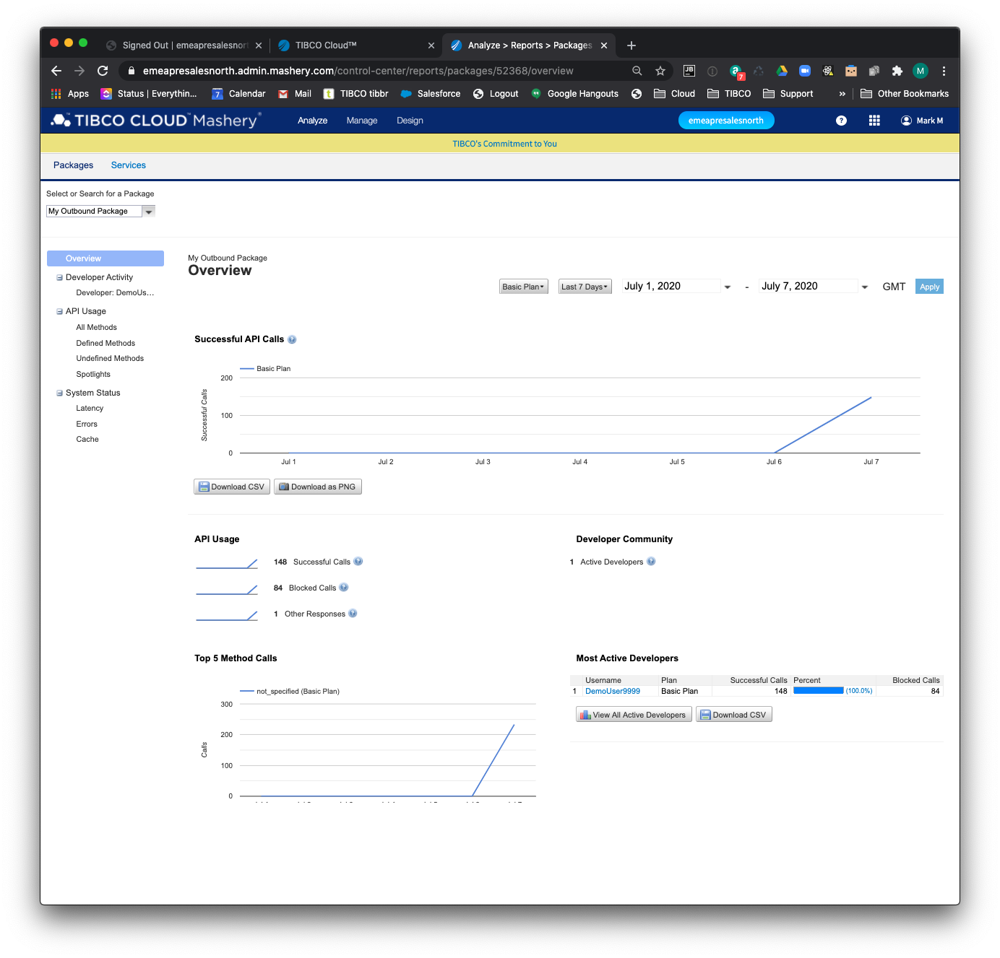 Signed Out | emeapresalesnort
TIBCO Cloud™
Analyze > Reports > Packages
emeapresalesnorth.admin.mashery.com/control-center/reports/packages/52368/overview
JB
7
M
Apps
Status | Everythin...
7
Calendar
Mail
t
TIBCO tibbr
Salesforce
Logout
Google Hangouts
Cloud
TIBCO
Support
»
Other Bookmarks
TIBCO CLOUD™ Mashery®
Analyze
Manage
Design
emeapresalesnorth
?
Mark M
TIBCO's Commitment to You
Packages
Services
Select or Search for a Package
My Outbound Package
Overview
Developer Activity
Developer: DemoUs...
API Usage
All Methods
Defined Methods
Undefined Methods
Spotlights
System Status
Latency
Errors
Cache
My Outbound Package
Overview
Basic Plan
Last 7 Days
July 1, 2020
-
July 7, 2020
GMT
Apply
Successful API Calls ?
Basic Plan
Successful Calls
200
100
0
Jul 1
Jul 2
Jul 3
Jul 4
Jul 5
Jul 6
Jul 7
Download CSV
Download as PNG
API Usage
148 Successful Calls ?
84 Blocked Calls ?
1 Other Responses ?
Developer Community
1 Active Developers ?
Top 5 Method Calls
not_specified (Basic Plan)
Calls
300
200
100
0
Most Active Developers
Username Plan Successful Calls Percent Blocked Calls
1 DemoUser9999 Basic Plan 148 (100.0%) 84
View All Active Developers
Download CSV